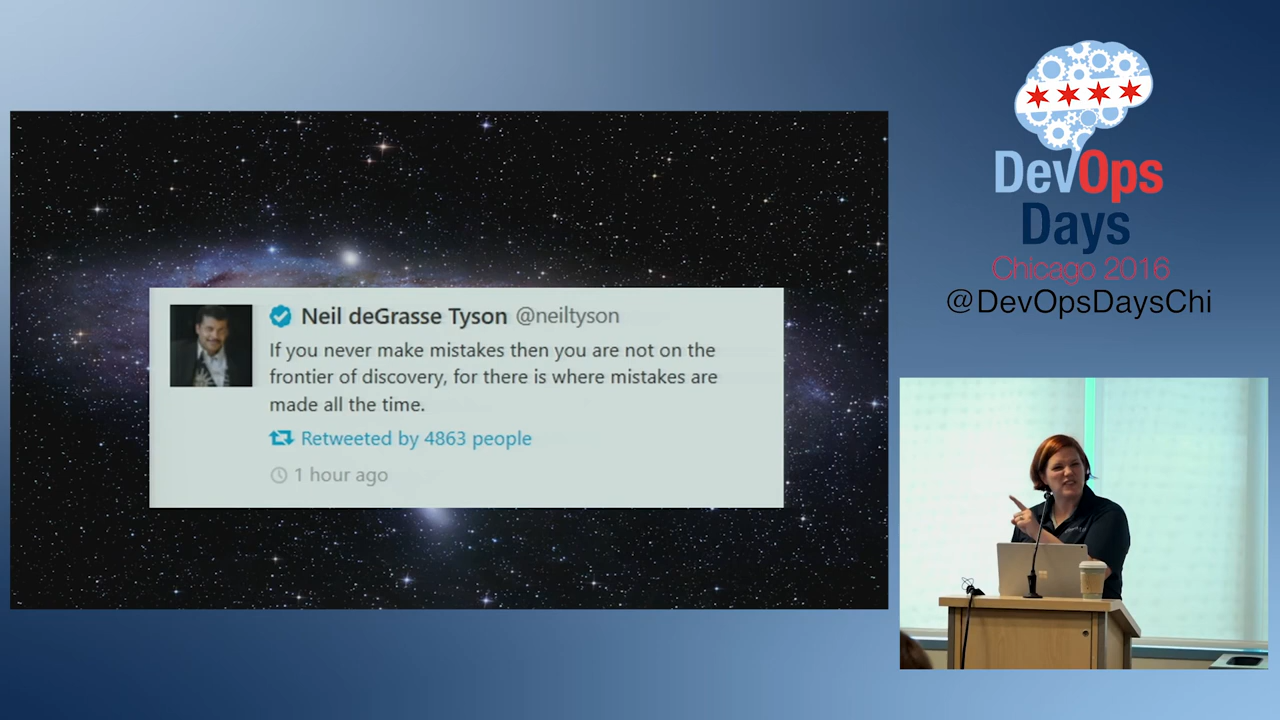 Neil deGrasse Tyson @neiltyson
If you never make mistakes then you are not on the
frontier of discovery, for there is where mistakes are
made all the time.
Retweeted by 4863 people
1 hour ago
DevOps
Days
Chicago 2016
@DevOpsDaysChi